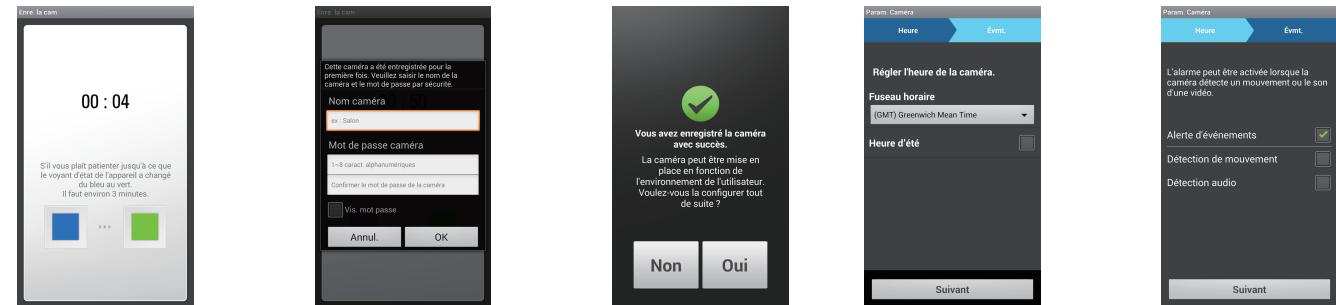 Enre. la cam
00 : 04
S'il vous plaît patienter jusqu'à ce que
le voyant d'état de l'appareil a changé
du bleu au vert.
Il faut environ 3 minutes.
Enre. la cam
Cette caméra a été entregistrée pour la
première fois. Veuillez saisir le nom de la
caméra et le mot de passe par sécurité.
Nom caméra
ex : Salon
Mot de passe caméra
1~8 caract. alphanumériques
Confirmer le mot de passe de la caméra
Vis. mot passe
Annul.
OK
Vous avez enregistré la caméra
avec succès.
La caméra peut être mise en
place en fonction de
l'environnement de l'utilisateur.
Voulez-vous la configurer tout
de suite ?
Non
Oui
Param. Caméra
Heure
Évmt.
Régler l'heure de la caméra.
Fuseau horaire
(GMT) Greenwich Mean Time
Heure d'été
Suivant
Param. Caméra
Heure
Évmt.
L'alarme peut être activée lorsque la
caméra détecte un mouvement ou le son
d'une vidéo.
Alerte d'événements
Détection de mouvement
Détection audio
Suivant